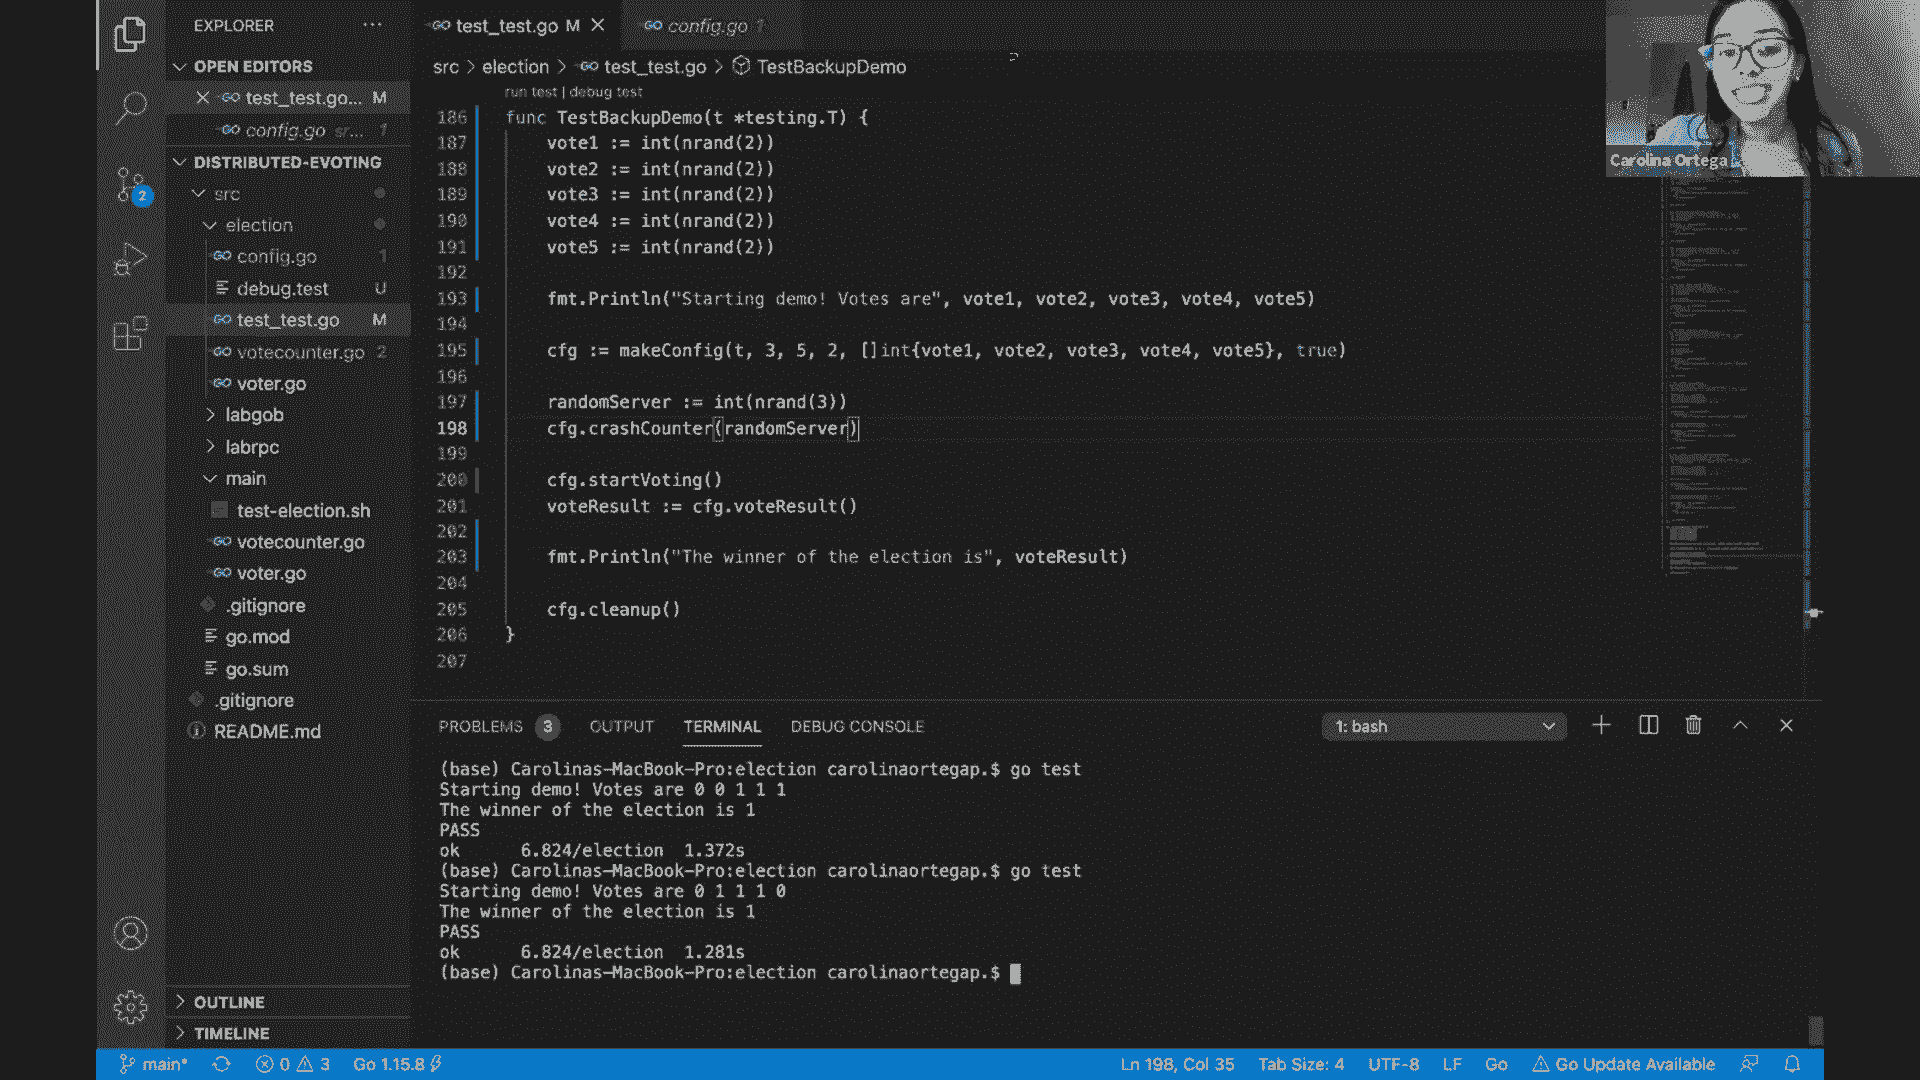 EXPLORER ...
OPEN EDITORS
test_test.go... M
config.go sr... 1
DISTRIBUTED-EVOTING
src
election
config.go 1
debug.test U
test_test.go M
votecounter.go 2
voter.go
labgob
labrpc
main
test-election.sh
votecounter.go
voter.go
.gitignore
go.mod
go.sum
.gitignore
README.md
OUTLINE
TIMELINE
2
test_test.go M
config.go 1
src > election > test_test.go > TestBackupDemo
run test | debug test
186 func TestBackupDemo(t *testing.T) {
187 vote1 := int(nrand(2))
188 vote2 := int(nrand(2))
189 vote3 := int(nrand(2))
190 vote4 := int(nrand(2))
191 vote5 := int(nrand(2))
192
193 fmt.Println("Starting demo! Votes are", vote1, vote2, vote3, vote4, vote5)
194
195 cfg := makeConfig(t, 3, 5, 2, []int{vote1, vote2, vote3, vote4, vote5}, true)
196
197 randomServer := int(nrand(3))
198 cfg.crashCounter(randomServer)
199
200 cfg.startVoting()
201 voteResult := cfg.voteResult()
202
203 fmt.Println("The winner of the election is", voteResult)
204
205 cfg.cleanup()
206 }
207
Carolina Ortega
PROBLEMS 3 OUTPUT TERMINAL DEBUG CONSOLE 1: bash
(base) Carolinas-MacBook-Pro:election carolinaortegap.$ go test
Starting demo! Votes are 0 0 1 1 1
The winner of the election is 1
PASS
ok 6.824/election 1.372s
(base) Carolinas-MacBook-Pro:election carolinaortegap.$ go test
Starting demo! Votes are 0 1 1 1 0
The winner of the election is 1
PASS
ok 6.824/election 1.281s
(base) Carolinas-MacBook-Pro:election carolinaortegap.$
main* 0 3 Go 1.15.8 Ln 198, Col 35 Tab Size: 4 UTF-8 LF Go Go Update Available